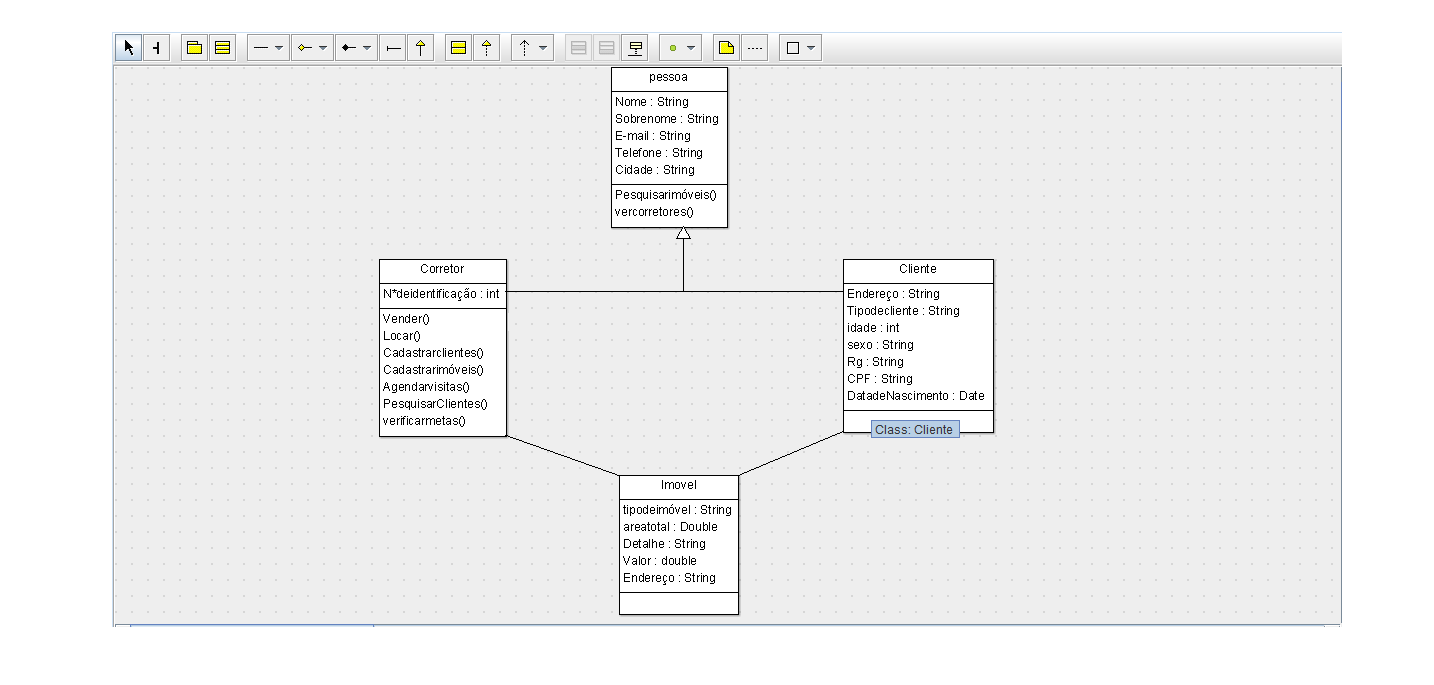 pessoa
Nome : String
Sobrenome : String
E-mail : String
Telefone : String
Cidade : String
Pesquisarimóveis()
vercorretores()
Corretor
N*deidentificação : int
Vender()
Locar()
Cadastrarclientes()
Cadastrarimóveis()
Agendarvisitas()
PesquisarClientes()
verificarmetas()
Cliente
Endereço : String
Tipodecliente : String
idade : int
sexo : String
Rg : String
CPF : String
DatadeNascimento : Date
Class: Cliente
Imovel
tipodeimóvel : String
areatotal : Double
Detalhe : String
Valor : double
Endereço : String